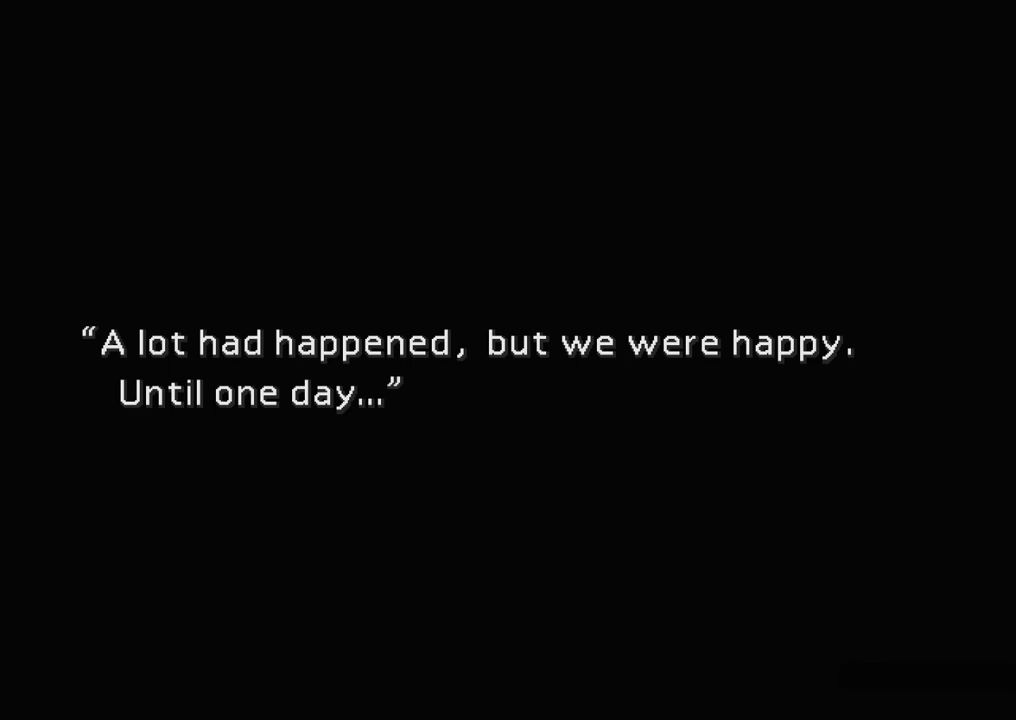 “A lot had happened, but we were happy.
Until one day...”